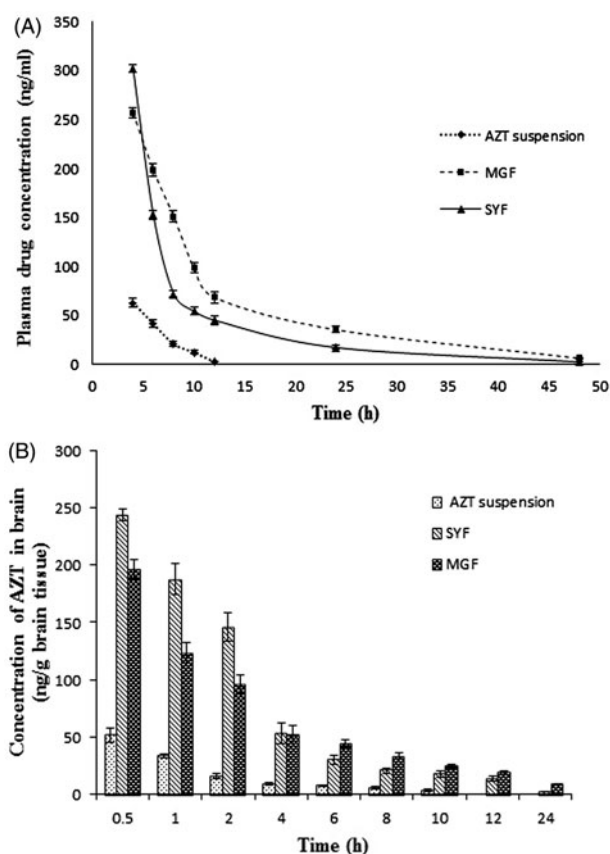 (A)
350
300
250
200
150
100
50
0
Plasma drug concentration (ng/ml)
AZT suspension
MGF
SYF
0 5 10 15 20 25 30 35 40 45 50
Time (h)
(B)
300
250
200
150
100
50
0
Concentration of AZT in brain
(ng/g brain tissue)
AZT suspension
SYF
MGF
0.5 1 2 4 6 8 10 12 24
Time (h)